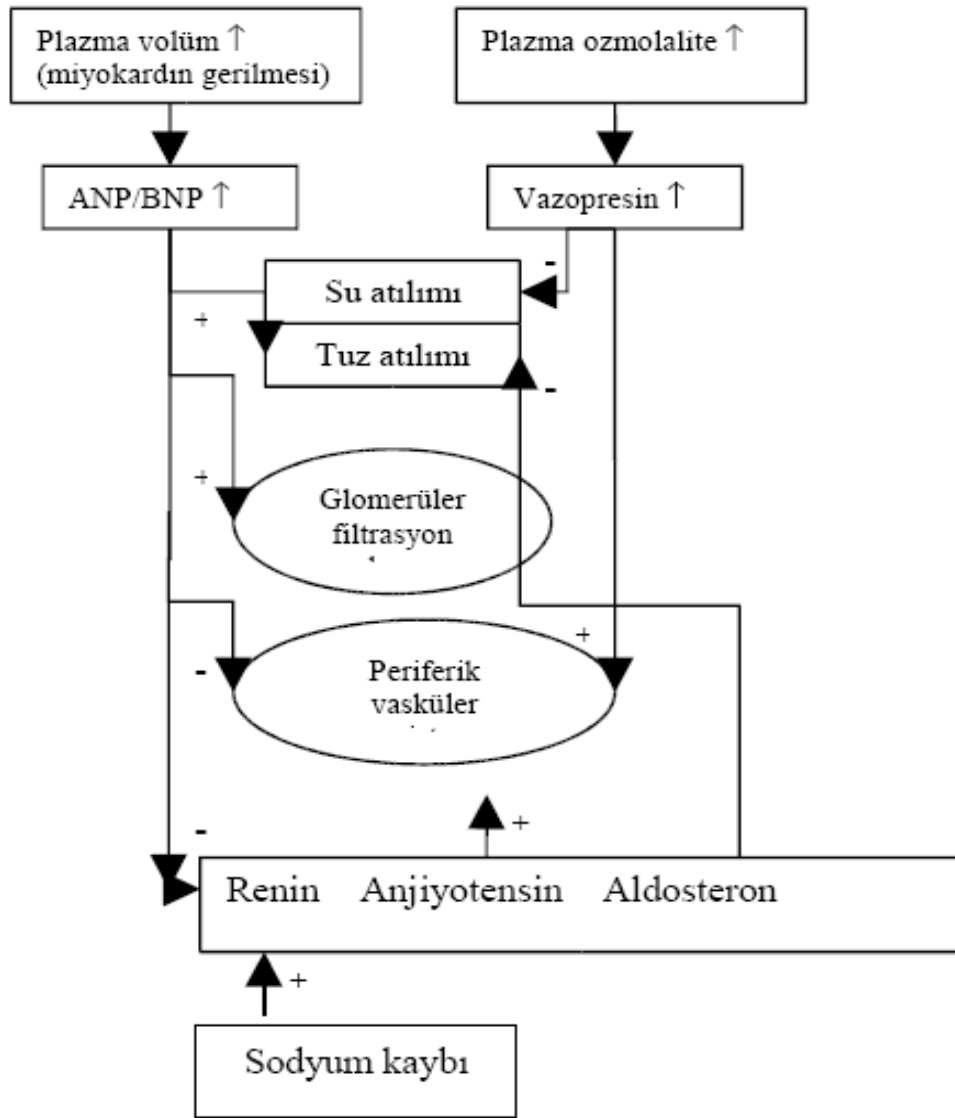 Plazma volüm ↑
(miyokardın gerilmesi)
Plazma ozmolalite ↑
ANP/BNP ↑
Vazopresin ↑
-
Su atılımı
+
Tuz atılımı
-
+
Glomerüler
filtrasyon
+
-
Periferik
vasküler
+
-
Renin Anjiyotensin Aldosteron
+
Sodyum kaybı